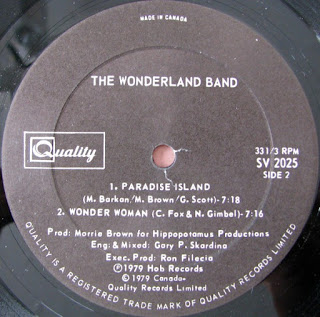 MADE IN CANADA
THE WONDERLAND BAND
Quality
33 1/3 RPM
SV 2025
SIDE 2
1. PARADISE ISLAND
(M. Barkan/M. Brown/G. Scott)-7:18
2. WONDER WOMAN (C. Fox & N. Gimbel)-7:16
Prod: Morrie Brown for Hippopotamus Productions
Eng: & Mixed: Gary P. Skardina
Exec. Prod: Ron Filecia
℗1979 Hob Records
©1979 Canada-
Quality Records Limited
QUALITY IS A REGISTERED TRADE MARK OF QUALITY RECORDS LIMITED